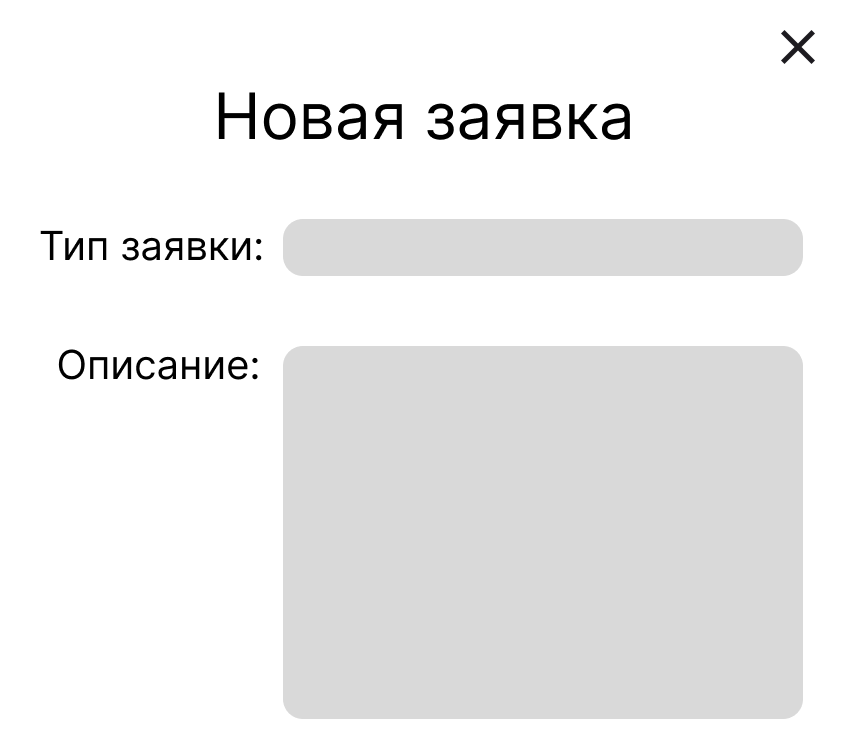 Новая заявка
Тип заявки:
Описание: